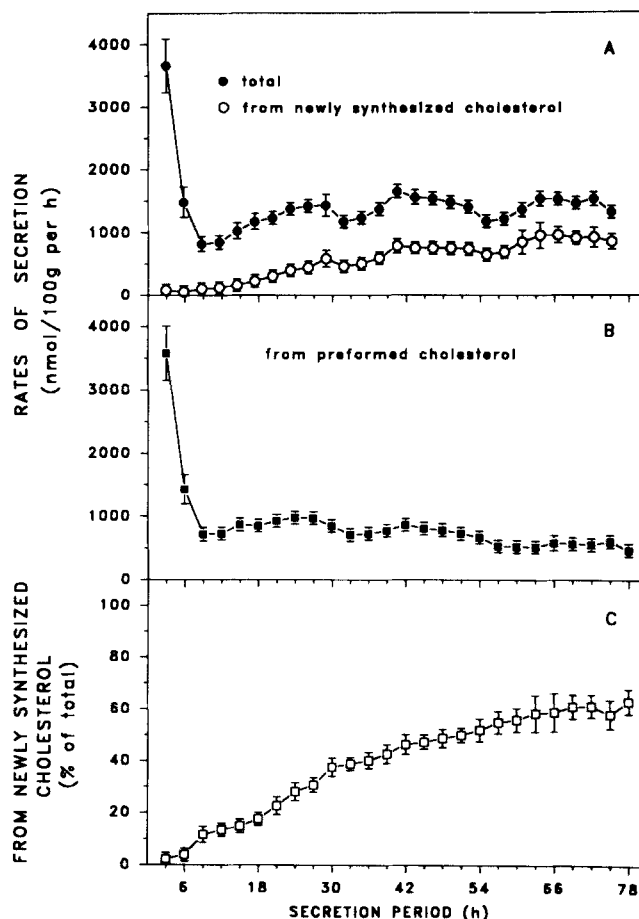 A
● total
○ from newly synthesized cholesterol
4000
3000
2000
1000
0
RATES OF SECRETION
(nmol/100g per h)
B
from preformed cholesterol
4000
3000
2000
1000
0
C
100
80
60
40
20
0
FROM NEWLY SYNTHESIZED
CHOLESTEROL
(% of total)
6 18 30 42 54 66 78
SECRETION PERIOD (h)